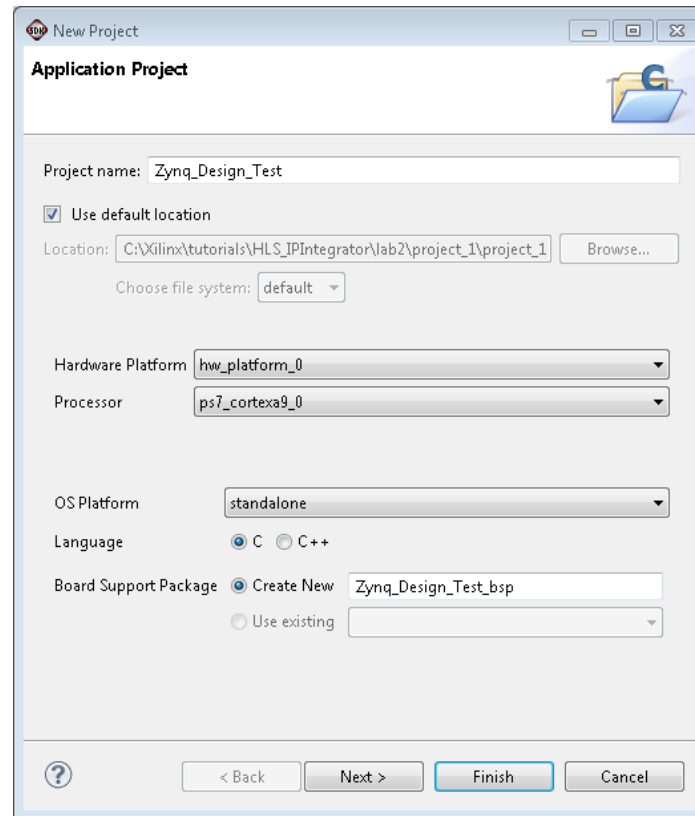 SDK New Project
Application Project
Project name: Zynq_Design_Test
Use default location
Location: C:\Xilinx\tutorials\HLS_IPIntegrator\lab2\project_1\project_1 Browse...
Choose file system: default
Hardware Platform hw_platform_0
Processor ps7_cortexa9_0
OS Platform standalone
Language C C++
Board Support Package Create New Zynq_Design_Test_bsp
Use existing
? < Back Next > Finish Cancel